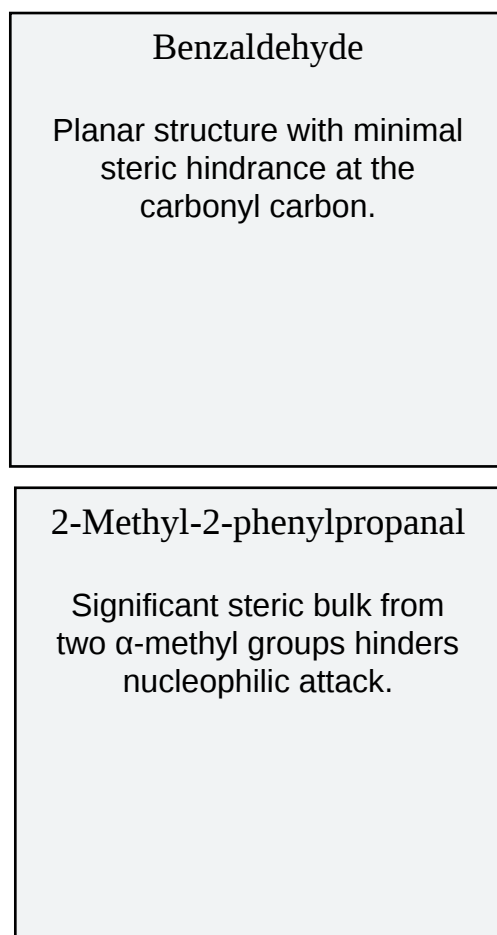 Benzaldehyde
Planar structure with minimal
steric hindrance at the
carbonyl carbon.
2-Methyl-2-phenylpropanal
Significant steric bulk from
two α-methyl groups hinders
nucleophilic attack.